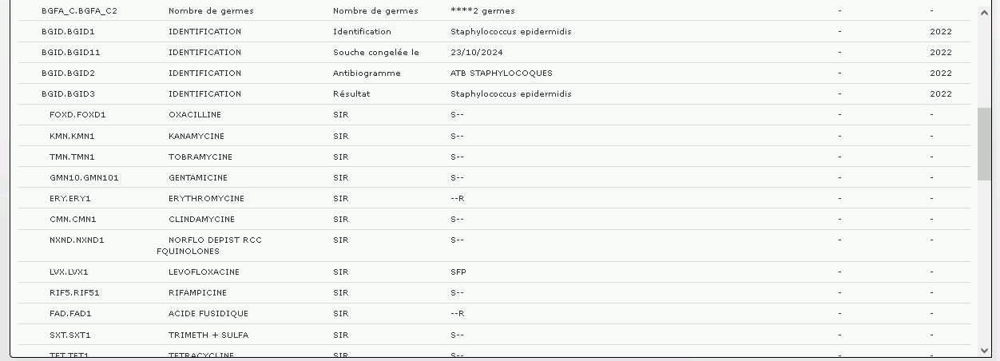 BGFA_C.BGFA_C2 Nombre de germes Nombre de germes ****2 germes - -
BGID.BGID1 IDENTIFICATION Identification Staphylococcus epidermidis - 2022
BGID.BGID11 IDENTIFICATION Souche congelée le 23/10/2024 - 2022
BGID.BGID2 IDENTIFICATION Antibiogramme ATB STAPHYLOCOQUES - 2022
BGID.BGID3 IDENTIFICATION Résultat Staphylococcus epidermidis - 2022
FOXD.FOXD1 OXACILLINE SIR S-- - -
KMN.KMN1 KANAMYCINE SIR S-- - -
TMN.TMN1 TOBRAMYCINE SIR S-- - -
GMN10.GMN101 GENTAMICINE SIR S-- - -
ERY.ERY1 ERYTHROMYCINE SIR --R - -
CMN.CMN1 CLINDAMYCINE SIR S-- - -
NXND.NXND1 NORFLO DEPIST RCC SIR S-- - -
FQUINOLONES
LVX.LVX1 LEVOFLOXACINE SIR SFP - -
RIF5.RIF51 RIFAMPICINE SIR S-- - -
FAD.FAD1 ACIDE FUSIDIQUE SIR --R - -
SXT.SXT1 TRIMETH + SULFA SIR S-- - -
TET.TET1 TETRACYCLINE SIR S-- - -